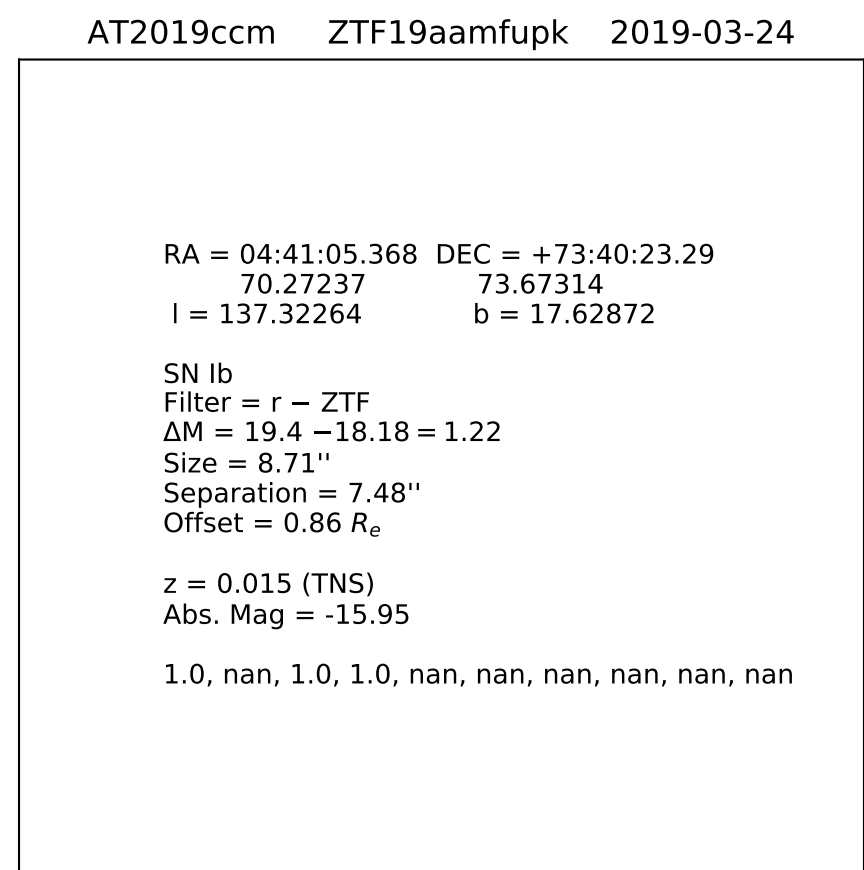 AT2019ccm ZTF19aamfupk 2019-03-24
RA = 04:41:05.368 DEC = +73:40:23.29
70.27237 73.67314
l = 137.32264 b = 17.62872
SN Ib
Filter = r − ZTF
ΔM = 19.4 −18.18 = 1.22
Size = 8.71''
Separation = 7.48''
Offset = 0.86 Re
z = 0.015 (TNS)
Abs. Mag = -15.95
1.0, nan, 1.0, 1.0, nan, nan, nan, nan, nan, nan